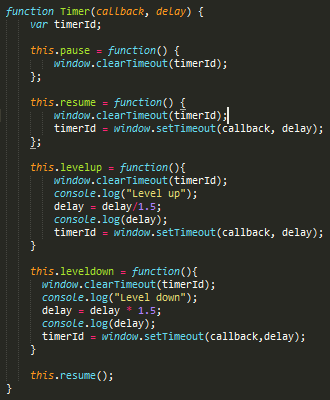 function Timer(callback, delay) {
    var timerId;

    this.pause = function() {
        window.clearTimeout(timerId);
    };

    this.resume = function() {
        window.clearTimeout(timerId);
        timerId = window.setTimeout(callback, delay);
    };

    this.levelup = function(){
        window.clearTimeout(timerId);
        console.log("Level up");
        delay = delay/1.5;
        console.log(delay);
        timerId = window.setTimeout(callback, delay);
    }

    this.leveldown = function(){
      window.clearTimeout(timerId);
      console.log("Level down");
      delay = delay * 1.5;
      console.log(delay);
      timerId = window.setTimeout(callback,delay);
    }

    this.resume();
}